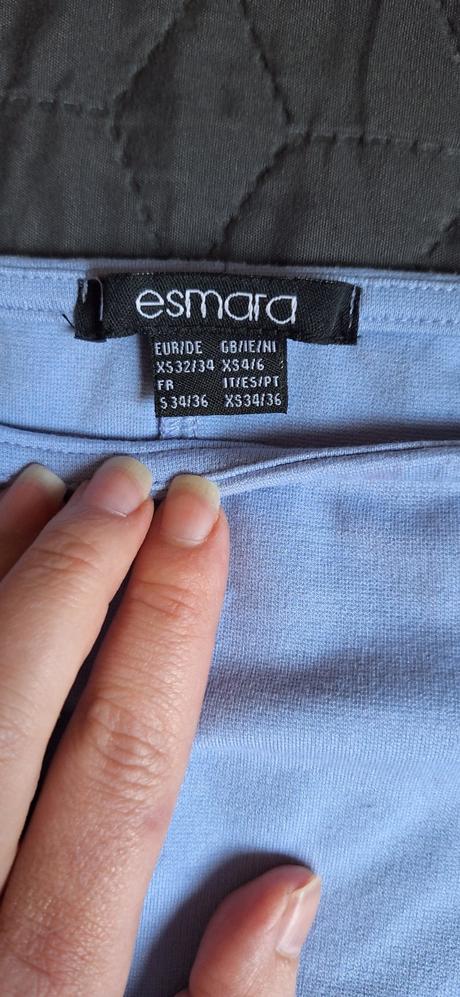 esmara
EUR/DE GB/IE/NI
XS32/34 XS4/6
FR IT/ES/PT
S34/36 XS34/36